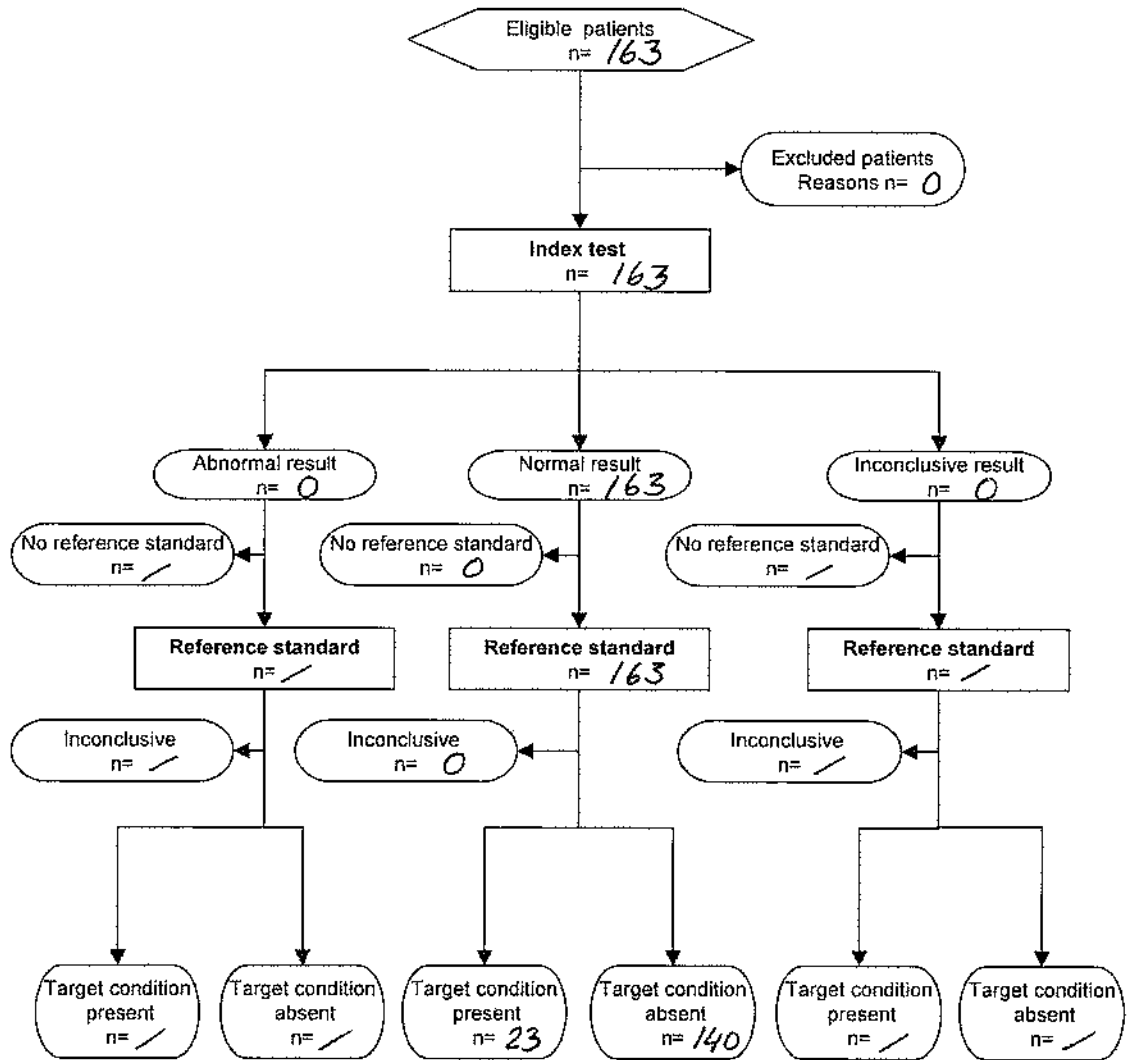 Eligible patients
n= 163
Excluded patients
Reasons n= 0
Index test
n= 163
Abnormal result
n= 0
Normal result
n= 163
Inconclusive result
n= 0
No reference standard
n= /
No reference standard
n= 0
No reference standard
n= /
Reference standard
n= /
Reference standard
n= 163
Reference standard
n= /
Inconclusive
n= /
Inconclusive
n= 0
Inconclusive
n= /
Target condition
present
n= /
Target condition
absent
n= /
Target condition
present
n= 23
Target condition
absent
n= 140
Target condition
present
n= /
Target condition
absent
n= /